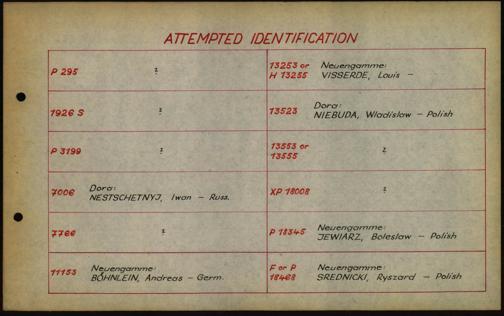 ATTEMPTED IDENTIFICATION
P 295 ?
1926 S ?
P 3199 ?
7006 Dora:
NESTSCHETNYJ, Iwan — Russ.
7766 ?
11153 Neuengamme:
BÖHNLEIN, Andreas — Germ.
13253 or Neuengamme:
H 13255 VISSERDE, Louis —
13523 Dora:
NIEBUDA, Wladislaw — Polish
13553 or
13555 ?
XP 18008 ?
P 18345 Neuengamme:
JEWIARZ, Boleslaw — Polish
F or P Neuengamme:
18468 SREDNICKI, Ryszard — Polish